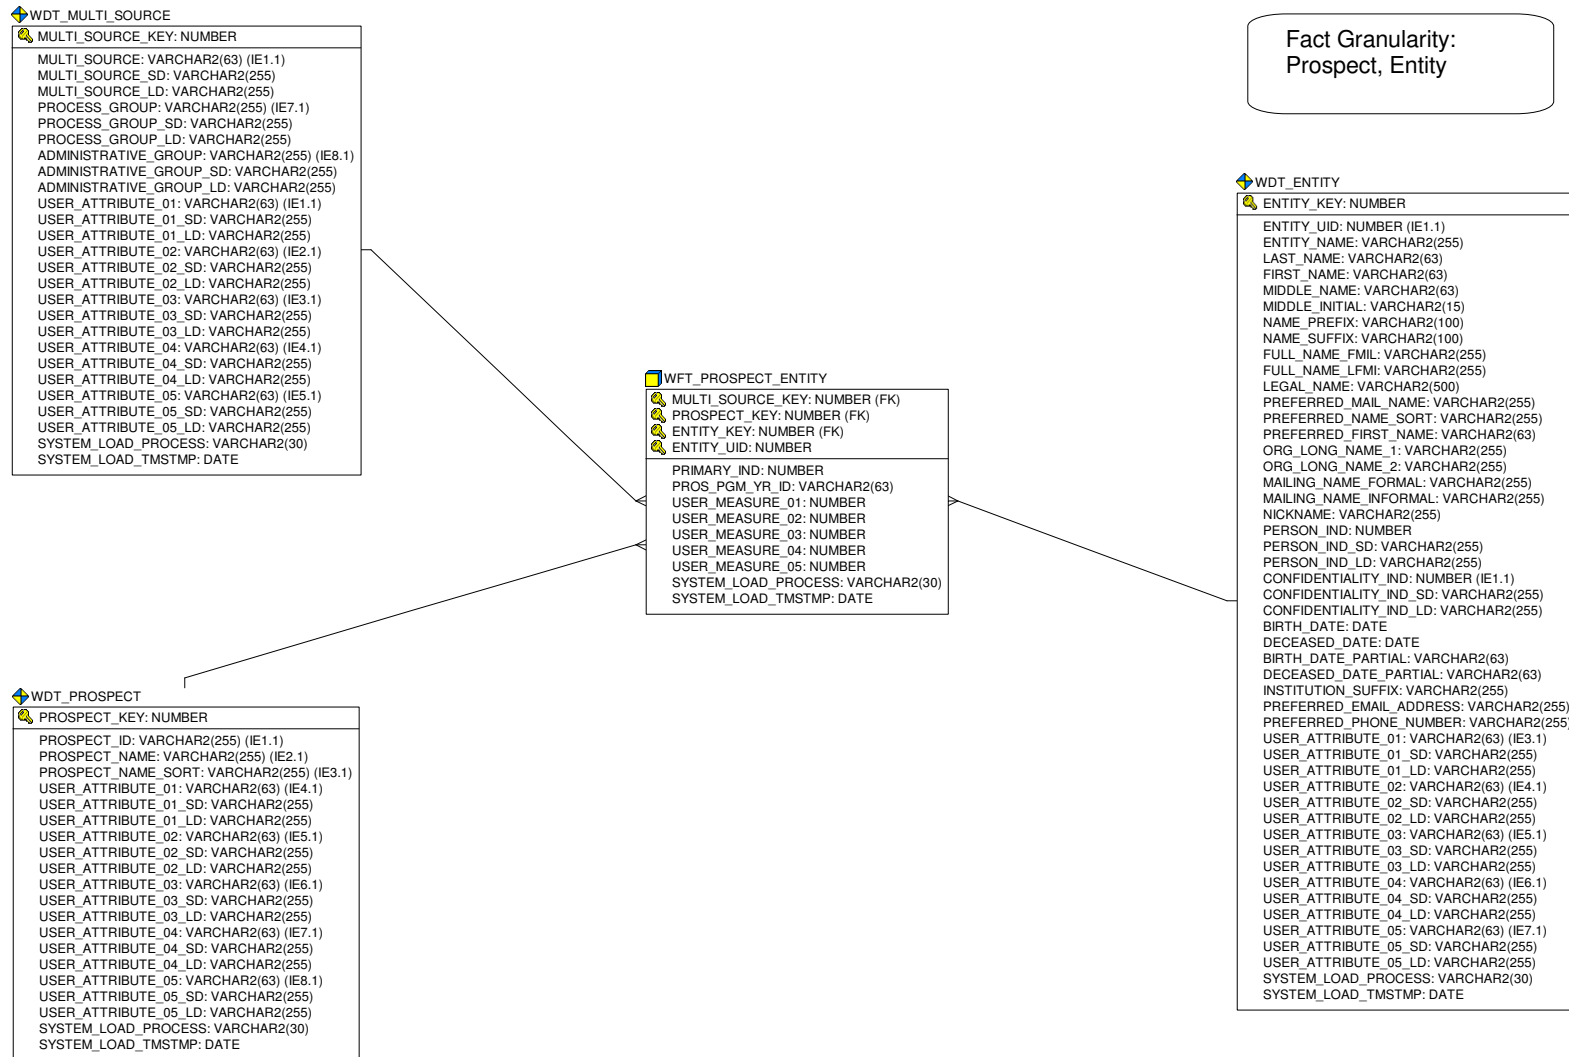 WDT_MULTI_SOURCE
MULTI_SOURCE_KEY: NUMBER
MULTI_SOURCE: VARCHAR2(63) (IE1.1)
MULTI_SOURCE_SD: VARCHAR2(255)
MULTI_SOURCE_LD: VARCHAR2(255)
PROCESS_GROUP: VARCHAR2(255) (IE7.1)
PROCESS_GROUP_SD: VARCHAR2(255)
PROCESS_GROUP_LD: VARCHAR2(255)
ADMINISTRATIVE_GROUP: VARCHAR2(255) (IE8.1)
ADMINISTRATIVE_GROUP_SD: VARCHAR2(255)
ADMINISTRATIVE_GROUP_LD: VARCHAR2(255)
USER_ATTRIBUTE_01: VARCHAR2(63) (IE1.1)
USER_ATTRIBUTE_01_SD: VARCHAR2(255)
USER_ATTRIBUTE_01_LD: VARCHAR2(255)
USER_ATTRIBUTE_02: VARCHAR2(63) (IE2.1)
USER_ATTRIBUTE_02_SD: VARCHAR2(255)
USER_ATTRIBUTE_02_LD: VARCHAR2(255)
USER_ATTRIBUTE_03: VARCHAR2(63) (IE3.1)
USER_ATTRIBUTE_03_SD: VARCHAR2(255)
USER_ATTRIBUTE_03_LD: VARCHAR2(255)
USER_ATTRIBUTE_04: VARCHAR2(63) (IE4.1)
USER_ATTRIBUTE_04_SD: VARCHAR2(255)
USER_ATTRIBUTE_04_LD: VARCHAR2(255)
USER_ATTRIBUTE_05: VARCHAR2(63) (IE5.1)
USER_ATTRIBUTE_05_SD: VARCHAR2(255)
USER_ATTRIBUTE_05_LD: VARCHAR2(255)
SYSTEM_LOAD_PROCESS: VARCHAR2(30)
SYSTEM_LOAD_TMSTMP: DATE
Fact Granularity:
Prospect, Entity
WFT_PROSPECT_ENTITY
MULTI_SOURCE_KEY: NUMBER (FK)
PROSPECT_KEY: NUMBER (FK)
ENTITY_KEY: NUMBER (FK)
ENTITY_UID: NUMBER
PRIMARY_IND: NUMBER
PROS_PGM_YR_ID: VARCHAR2(63)
USER_MEASURE_01: NUMBER
USER_MEASURE_02: NUMBER
USER_MEASURE_03: NUMBER
USER_MEASURE_04: NUMBER
USER_MEASURE_05: NUMBER
SYSTEM_LOAD_PROCESS: VARCHAR2(30)
SYSTEM_LOAD_TMSTMP: DATE
WDT_ENTITY
ENTITY_KEY: NUMBER
ENTITY_UID: NUMBER (IE1.1)
ENTITY_NAME: VARCHAR2(255)
LAST_NAME: VARCHAR2(63)
FIRST_NAME: VARCHAR2(63)
MIDDLE_NAME: VARCHAR2(63)
MIDDLE_INITIAL: VARCHAR2(15)
NAME_PREFIX: VARCHAR2(100)
NAME_SUFFIX: VARCHAR2(100)
FULL_NAME_FMIL: VARCHAR2(255)
FULL_NAME_LFMI: VARCHAR2(255)
LEGAL_NAME: VARCHAR2(500)
PREFERRED_MAIL_NAME: VARCHAR2(255)
PREFERRED_NAME_SORT: VARCHAR2(255)
PREFERRED_FIRST_NAME: VARCHAR2(63)
ORG_LONG_NAME_1: VARCHAR2(255)
ORG_LONG_NAME_2: VARCHAR2(255)
MAILING_NAME_FORMAL: VARCHAR2(255)
MAILING_NAME_INFORMAL: VARCHAR2(255)
NICKNAME: VARCHAR2(255)
PERSON_IND: NUMBER
PERSON_IND_SD: VARCHAR2(255)
PERSON_IND_LD: VARCHAR2(255)
CONFIDENTIALITY_IND: NUMBER (IE1.1)
CONFIDENTIALITY_IND_SD: VARCHAR2(255)
CONFIDENTIALITY_IND_LD: VARCHAR2(255)
BIRTH_DATE: DATE
DECEASED_DATE: DATE
BIRTH_DATE_PARTIAL: VARCHAR2(63)
DECEASED_DATE_PARTIAL: VARCHAR2(63)
INSTITUTION_SUFFIX: VARCHAR2(255)
PREFERRED_EMAIL_ADDRESS: VARCHAR2(255)
PREFERRED_PHONE_NUMBER: VARCHAR2(255)
USER_ATTRIBUTE_01: VARCHAR2(63) (IE3.1)
USER_ATTRIBUTE_01_SD: VARCHAR2(255)
USER_ATTRIBUTE_01_LD: VARCHAR2(255)
USER_ATTRIBUTE_02: VARCHAR2(63) (IE4.1)
USER_ATTRIBUTE_02_SD: VARCHAR2(255)
USER_ATTRIBUTE_02_LD: VARCHAR2(255)
USER_ATTRIBUTE_03: VARCHAR2(63) (IE5.1)
USER_ATTRIBUTE_03_SD: VARCHAR2(255)
USER_ATTRIBUTE_03_LD: VARCHAR2(255)
USER_ATTRIBUTE_04: VARCHAR2(63) (IE6.1)
USER_ATTRIBUTE_04_SD: VARCHAR2(255)
USER_ATTRIBUTE_04_LD: VARCHAR2(255)
USER_ATTRIBUTE_05: VARCHAR2(63) (IE7.1)
USER_ATTRIBUTE_05_SD: VARCHAR2(255)
USER_ATTRIBUTE_05_LD: VARCHAR2(255)
SYSTEM_LOAD_PROCESS: VARCHAR2(30)
SYSTEM_LOAD_TMSTMP: DATE
WDT_PROSPECT
PROSPECT_KEY: NUMBER
PROSPECT_ID: VARCHAR2(255) (IE1.1)
PROSPECT_NAME: VARCHAR2(255) (IE2.1)
PROSPECT_NAME_SORT: VARCHAR2(255) (IE3.1)
USER_ATTRIBUTE_01: VARCHAR2(63) (IE4.1)
USER_ATTRIBUTE_01_SD: VARCHAR2(255)
USER_ATTRIBUTE_01_LD: VARCHAR2(255)
USER_ATTRIBUTE_02: VARCHAR2(63) (IE5.1)
USER_ATTRIBUTE_02_SD: VARCHAR2(255)
USER_ATTRIBUTE_02_LD: VARCHAR2(255)
USER_ATTRIBUTE_03: VARCHAR2(63) (IE6.1)
USER_ATTRIBUTE_03_SD: VARCHAR2(255)
USER_ATTRIBUTE_03_LD: VARCHAR2(255)
USER_ATTRIBUTE_04: VARCHAR2(63) (IE7.1)
USER_ATTRIBUTE_04_SD: VARCHAR2(255)
USER_ATTRIBUTE_04_LD: VARCHAR2(255)
USER_ATTRIBUTE_05: VARCHAR2(63) (IE8.1)
USER_ATTRIBUTE_05_SD: VARCHAR2(255)
USER_ATTRIBUTE_05_LD: VARCHAR2(255)
SYSTEM_LOAD_PROCESS: VARCHAR2(30)
SYSTEM_LOAD_TMSTMP: DATE